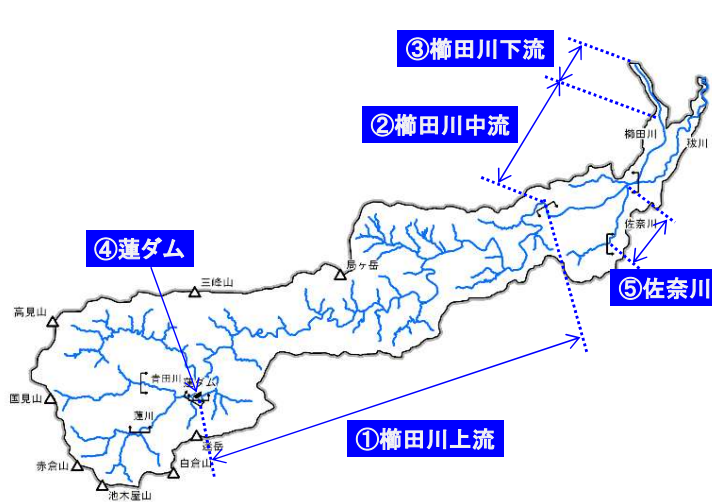 ③櫛田川下流
②櫛田川中流
櫛田川
祓川
佐奈川
④蓮ダム
⑤佐奈川
局ヶ岳
三峰山
高見山
青田川
蓮ダム
国見山
蓮川
①櫛田川上流
迷岳
赤倉山
白倉山
池木屋山